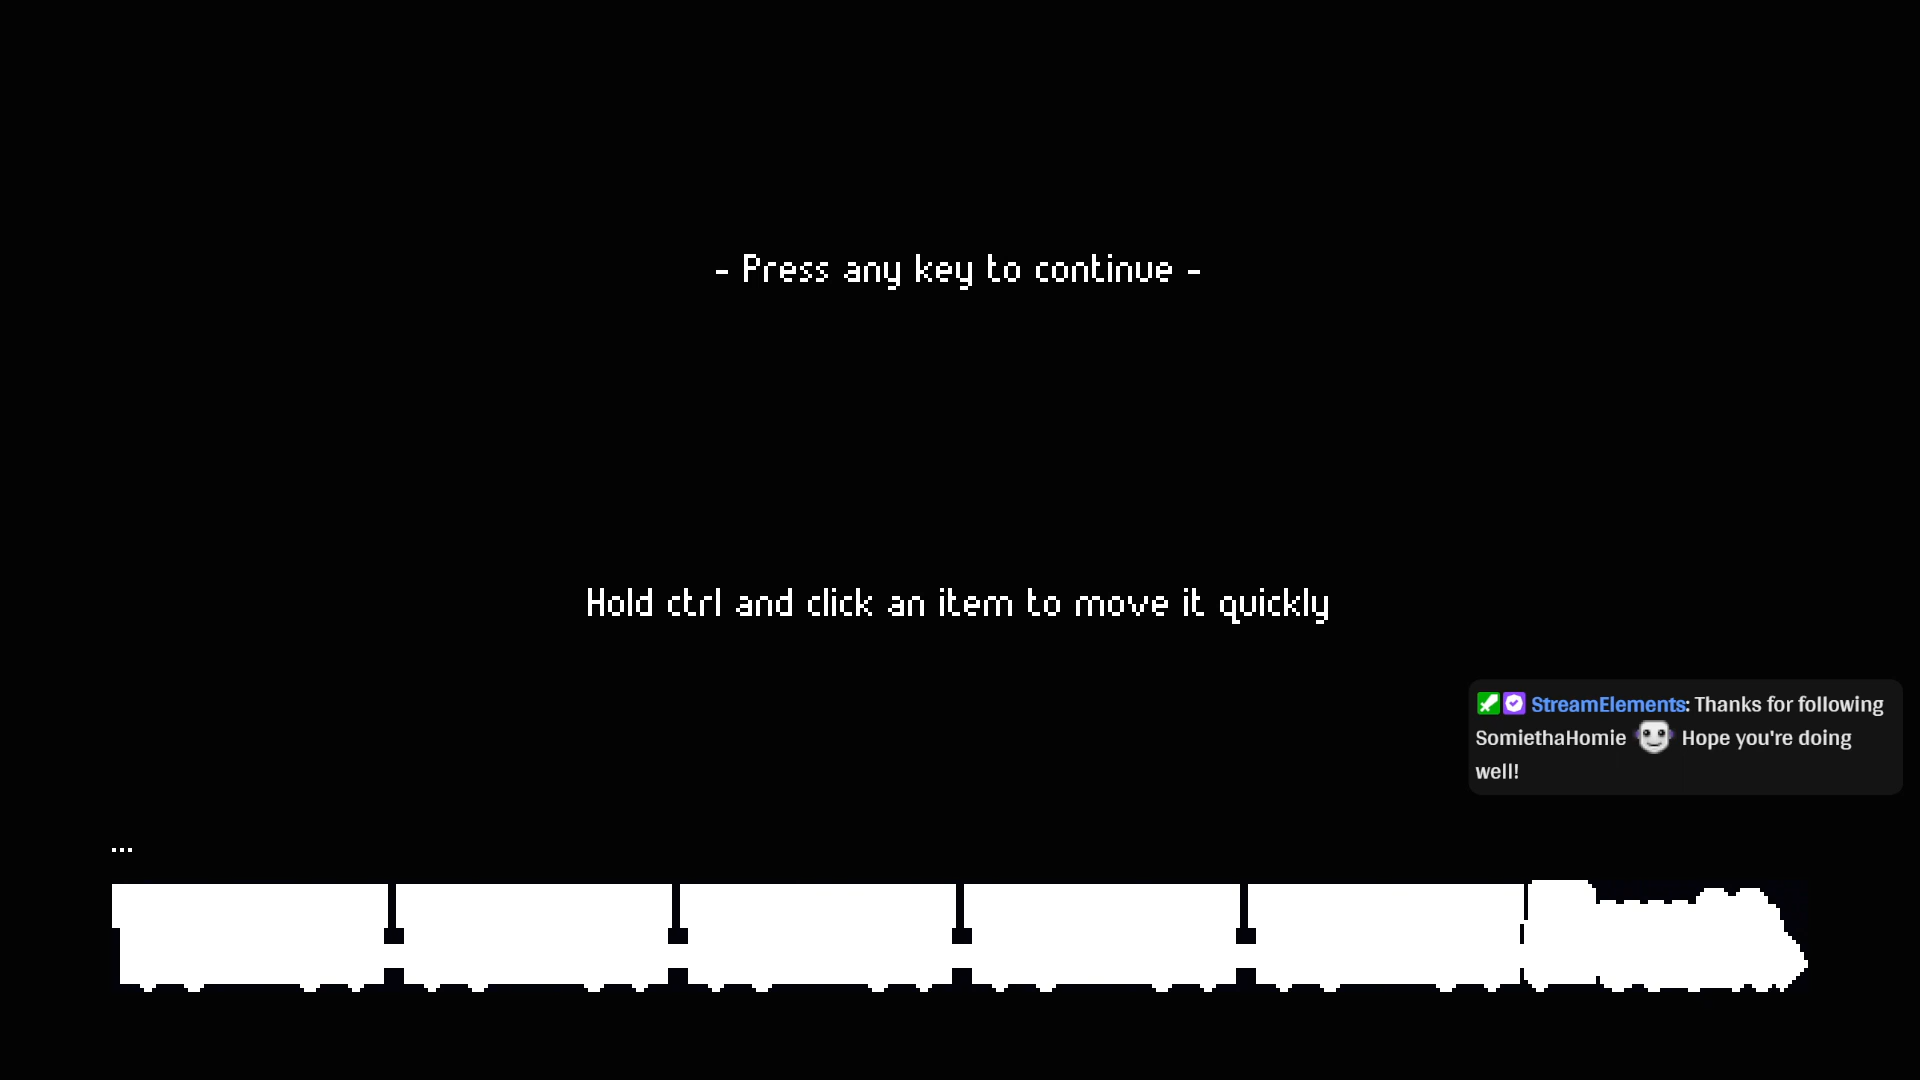 - Press any key to continue -
Hold ctrl and click an item to move it quickly
StreamElements: Thanks for following
SomiethaHomie Hope you're doing
well!
...